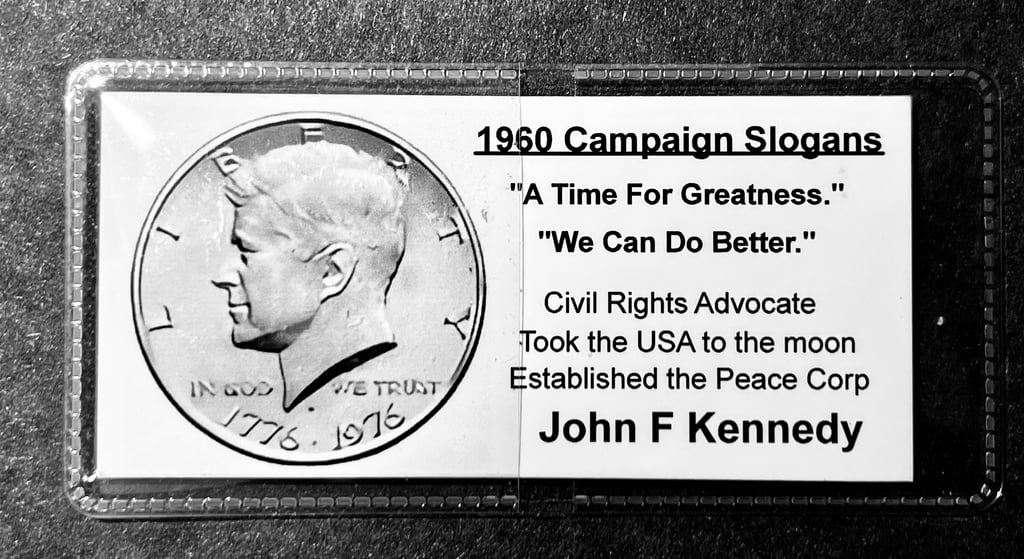 LIBERTY
IN GOD WE TRUST
1776 · 1976
1960 Campaign Slogans
"A Time For Greatness."
"We Can Do Better."
Civil Rights Advocate
Took the USA to the moon
Established the Peace Corp
John F Kennedy